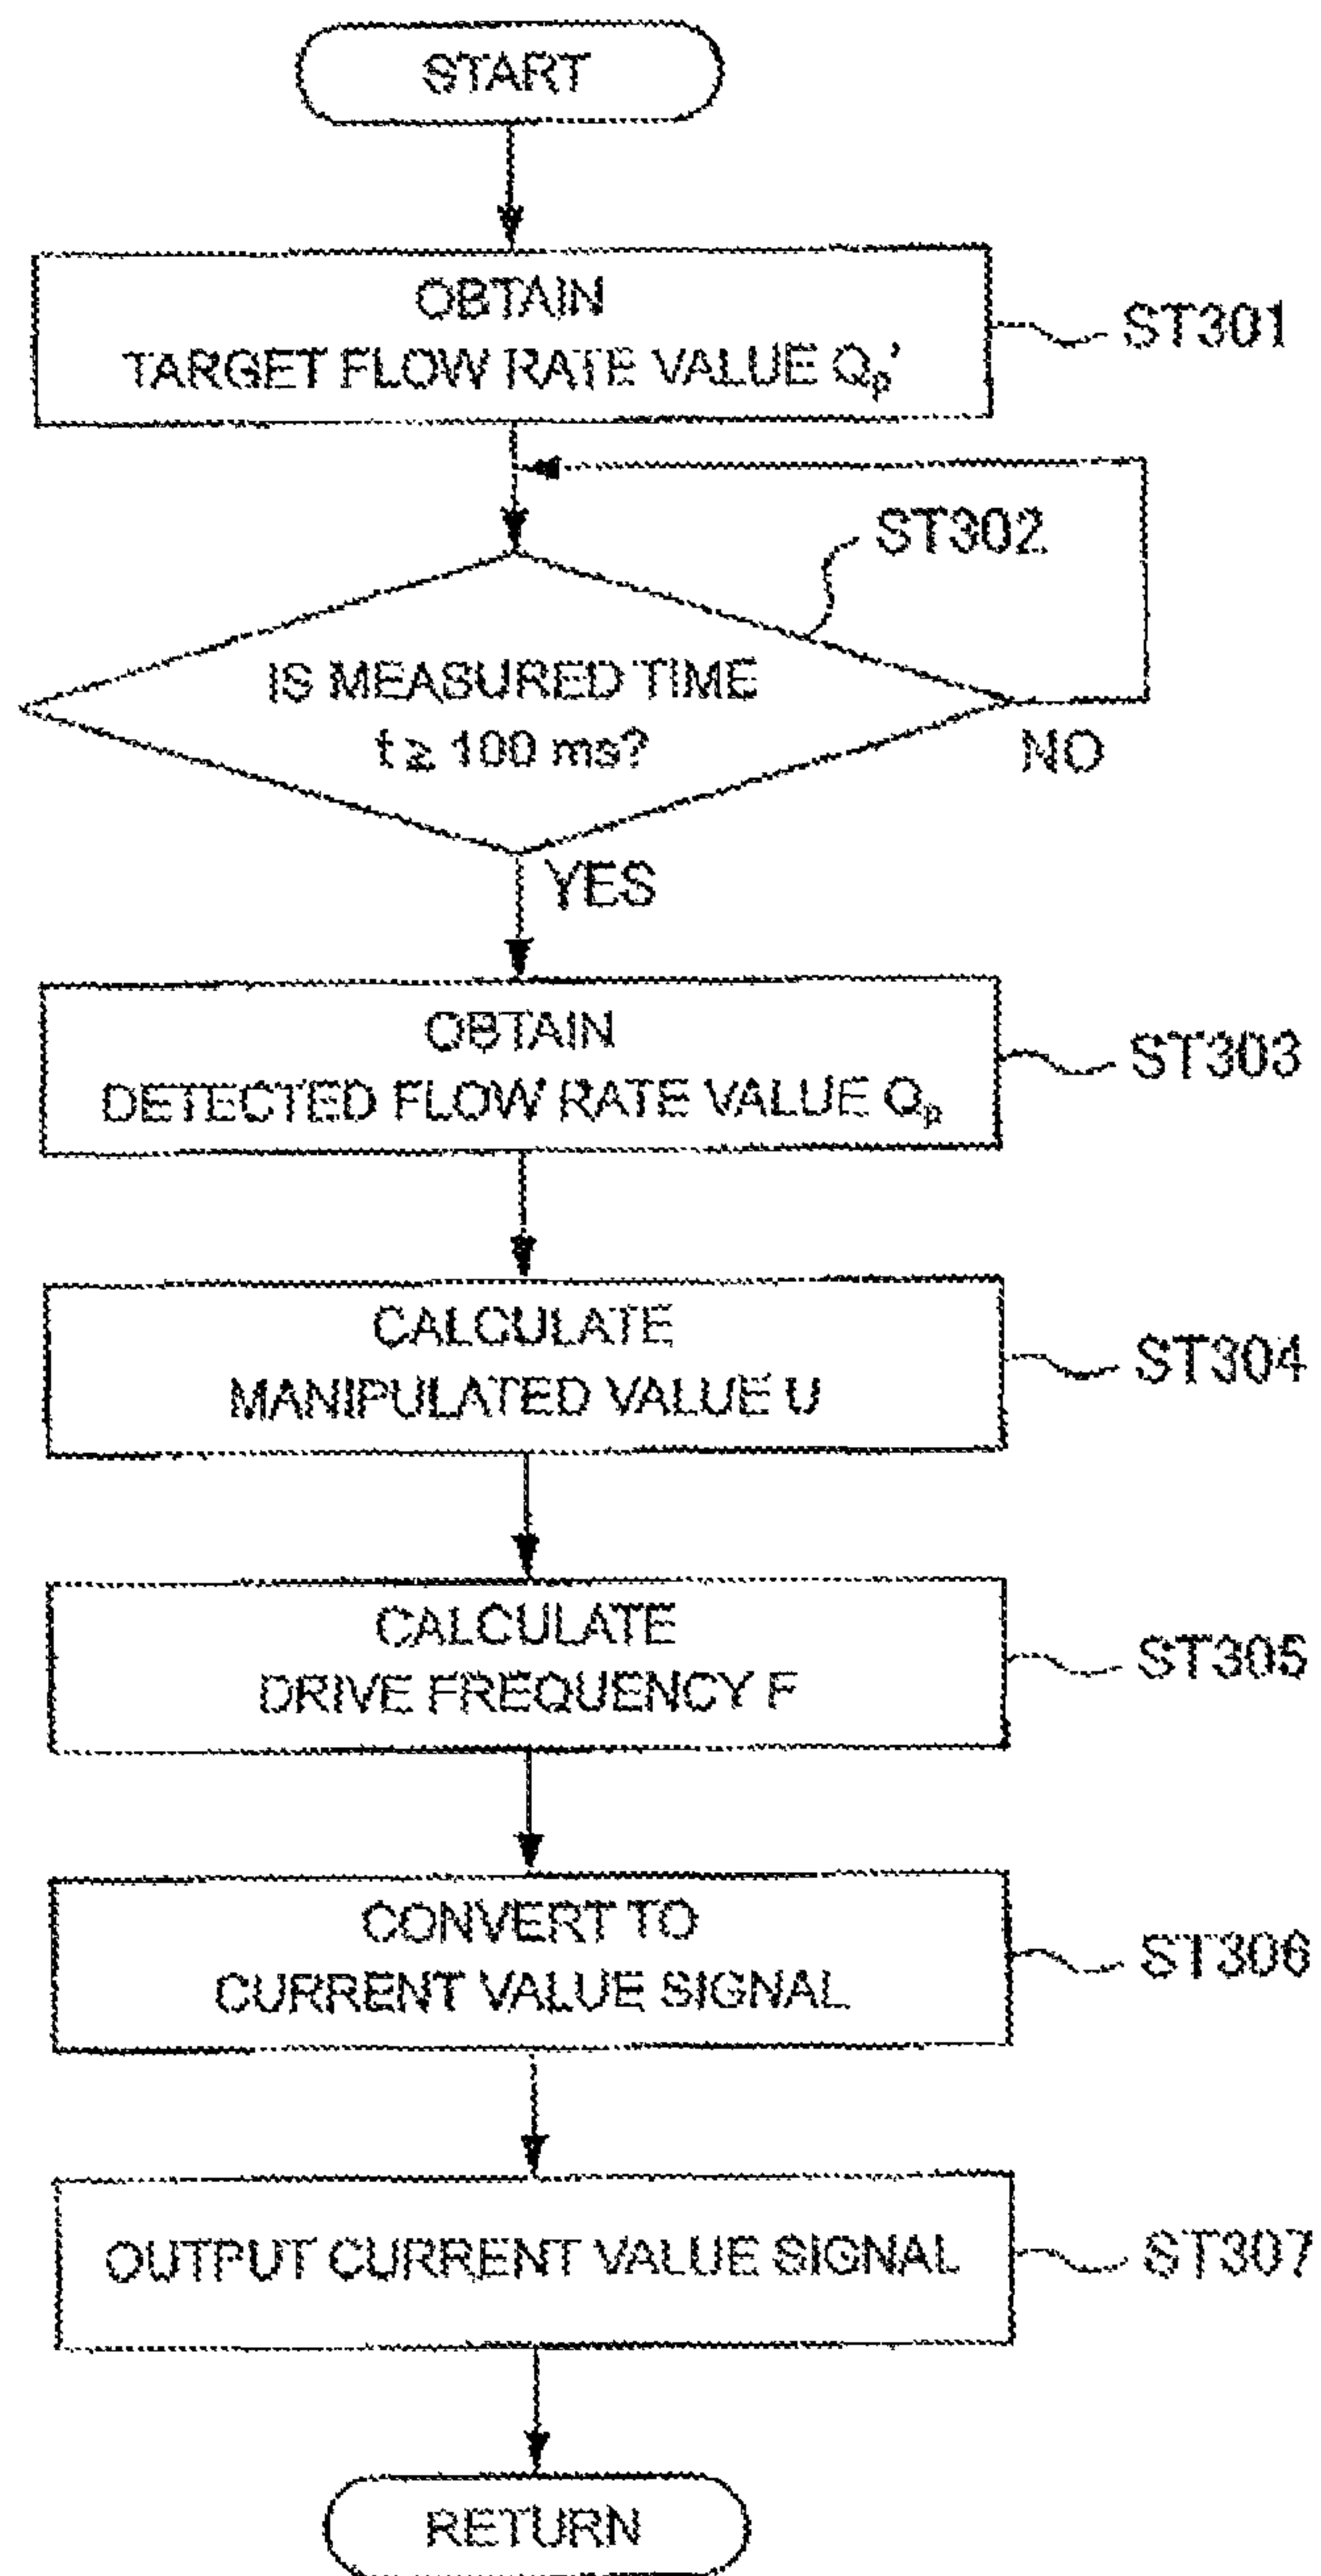 START
OBTAIN
TARGET FLOW RATE VALUE Qp'
ST301
ST302
IS MEASURED TIME
t ≥ 100 ms?
NO
YES
OBTAIN
DETECTED FLOW RATE VALUE Qp
ST303
CALCULATE
MANIPULATED VALUE U
ST304
CALCULATE
DRIVE FREQUENCY F
ST305
CONVERT TO
CURRENT VALUE SIGNAL
ST306
OUTPUT CURRENT VALUE SIGNAL
ST307
RETURN